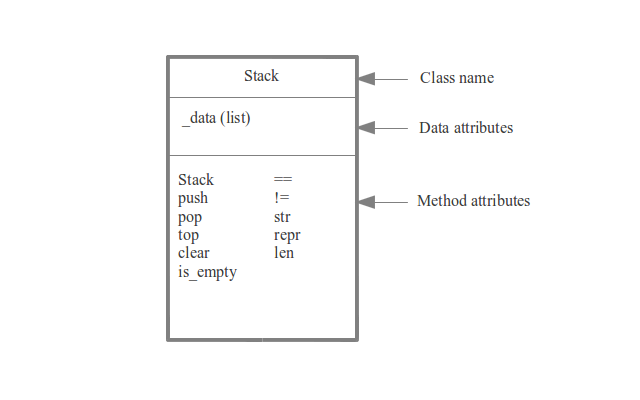 Stack
Class name
_data (list)
Data attributes
Stack ==
push !=
Method attributes
pop str
top repr
clear len
is_empty